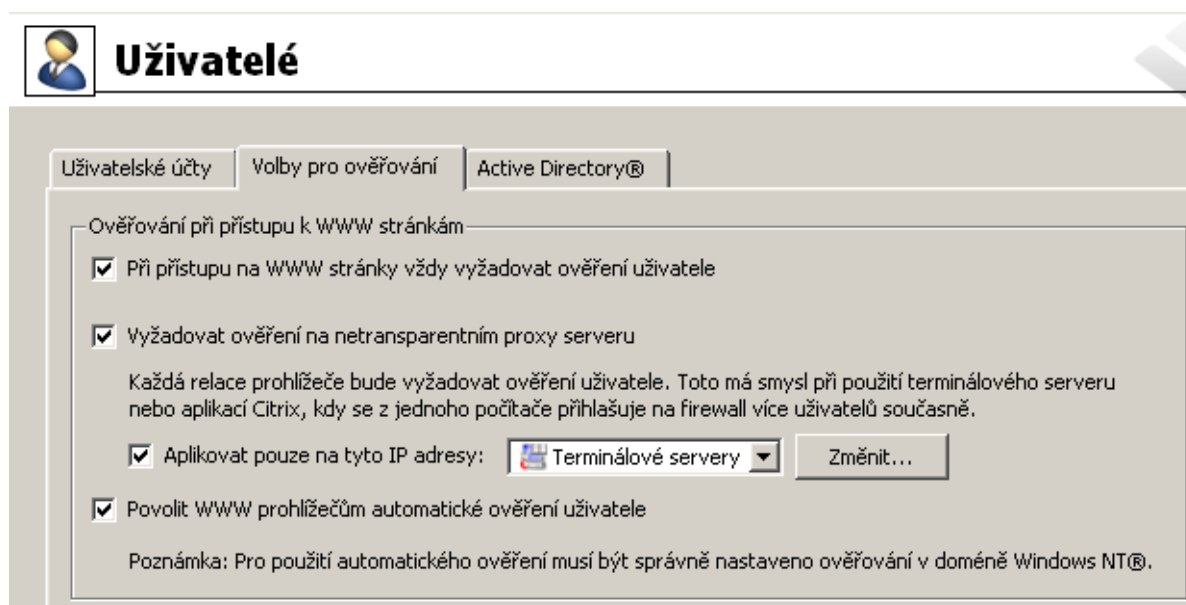 Uživatelé
Uživatelské účty
Volby pro ověřování
Active Directory®
Ověřování při přístupu k WWW stránkám
Při přístupu na WWW stránky vždy vyžadovat ověření uživatele
Vyžadovat ověření na netransparentním proxy serveru
Každá relace prohlížeče bude vyžadovat ověření uživatele. Toto má smysl při použití terminálového serveru
nebo aplikací Citrix, kdy se z jednoho počítače přihlašuje na firewall více uživatelů současně.
Aplikovat pouze na tyto IP adresy: Terminálové servery Změnit...
Povolit WWW prohlížečům automatické ověření uživatele
Poznámka: Pro použití automatického ověření musí být správně nastaveno ověřování v doméně Windows NT®.